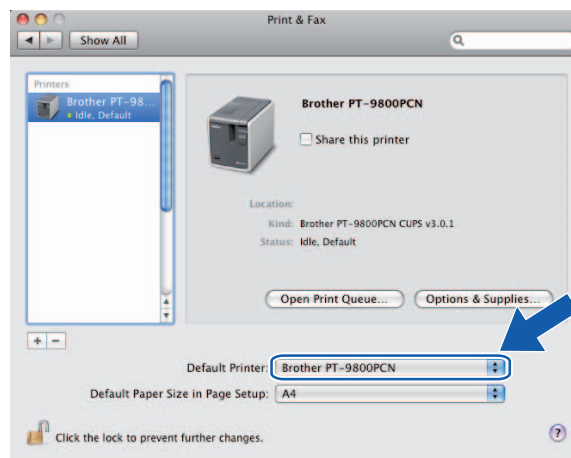 Print & Fax
Show All
Printers
Brother PT-98...
Idle, Default
Brother PT-9800PCN
Share this printer
Location:
Kind: Brother PT-9800PCN CUPS v3.0.1
Status: Idle, Default
Open Print Queue... Options & Supplies...
+ −
Default Printer: Brother PT-9800PCN
Default Paper Size in Page Setup: A4
Click the lock to prevent further changes. ?